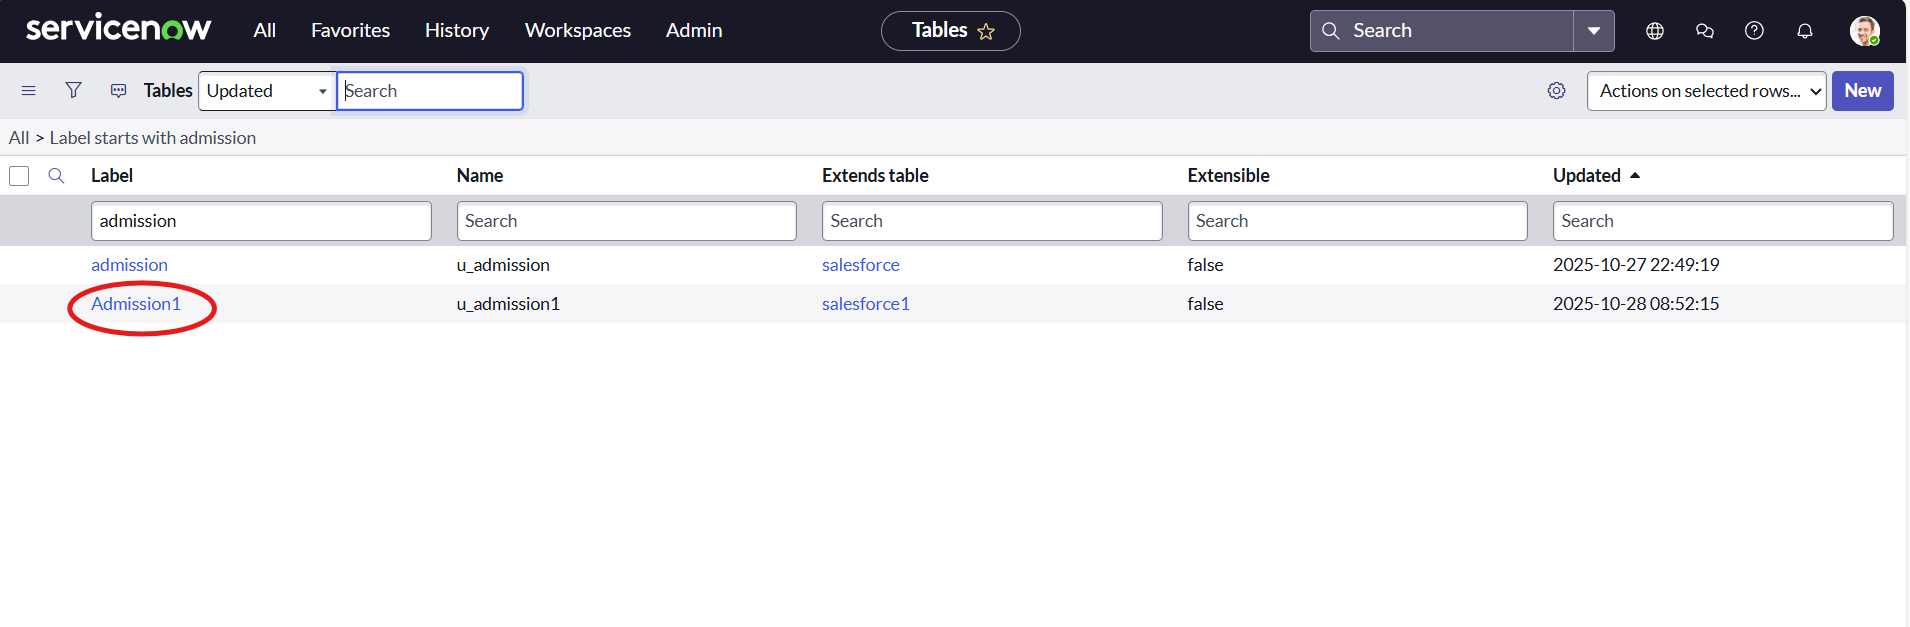 servicenow All Favorites History Workspaces Admin Tables Search
Tables Updated Search Actions on selected rows... New
All > Label starts with admission
Label Name Extends table Extensible Updated
admission Search Search Search Search
admission u_admission salesforce false 2025-10-27 22:49:19
Admission1 u_admission1 salesforce1 false 2025-10-28 08:52:15